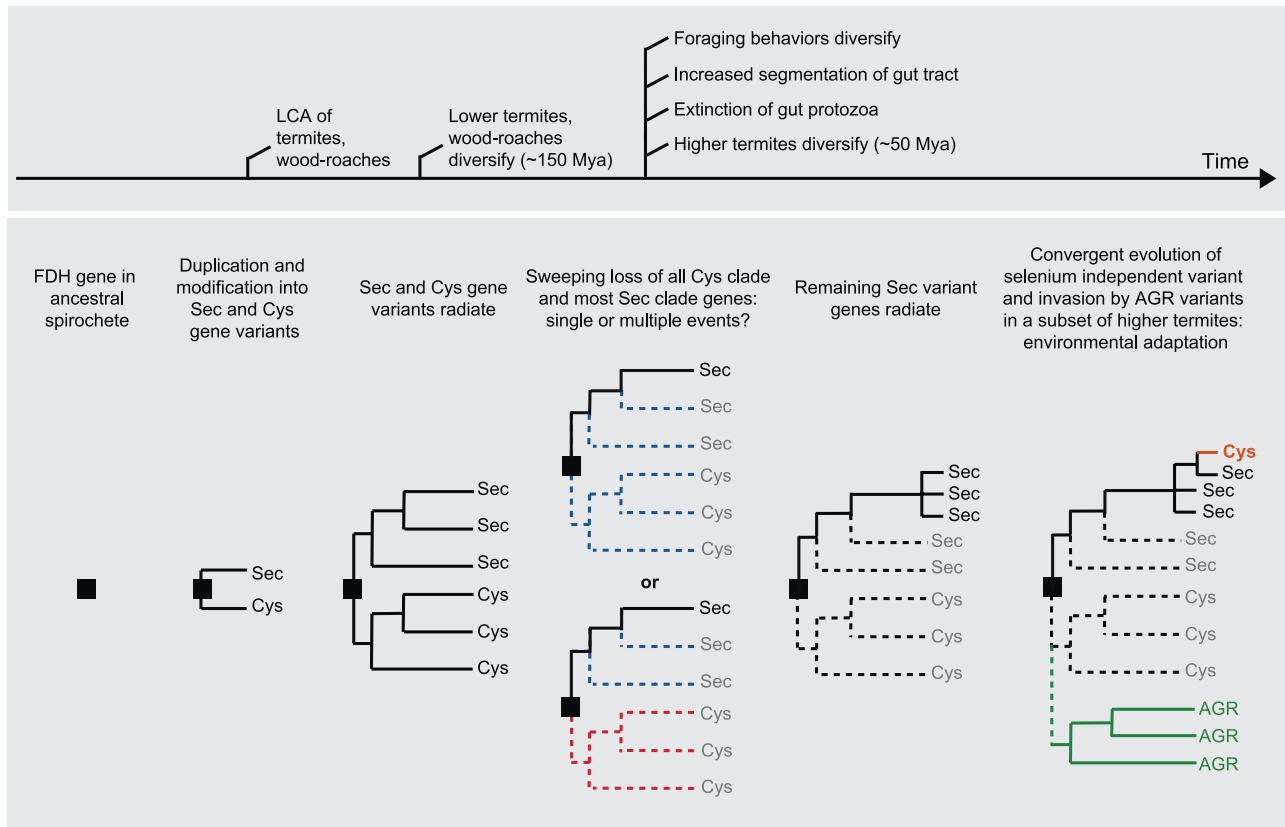 Foraging behaviors diversify
Increased segmentation of gut tract
Extinction of gut protozoa
Higher termites diversify (~50 Mya)
LCA of
termites,
wood-roaches
Lower termites,
wood-roaches
diversify (~150 Mya)
Time
FDH gene in
ancestral
spirochete
Duplication and
modification into
Sec and Cys
gene variants
Sec and Cys gene
variants radiate
Sweeping loss of all Cys clade
and most Sec clade genes:
single or multiple events?
Remaining Sec variant
genes radiate
Convergent evolution of
selenium independent variant
and invasion by AGR variants
in a subset of higher termites:
environmental adaptation
Sec
Cys
Sec
Sec
Sec
Cys
Cys
Cys
Sec
Sec
Sec
Cys
Cys
Cys
or
Sec
Sec
Sec
Cys
Cys
Cys
Sec
Sec
Sec
Sec
Sec
Cys
Cys
Cys
Cys
Sec
Sec
Sec
Sec
Sec
Cys
Cys
Cys
AGR
AGR
AGR